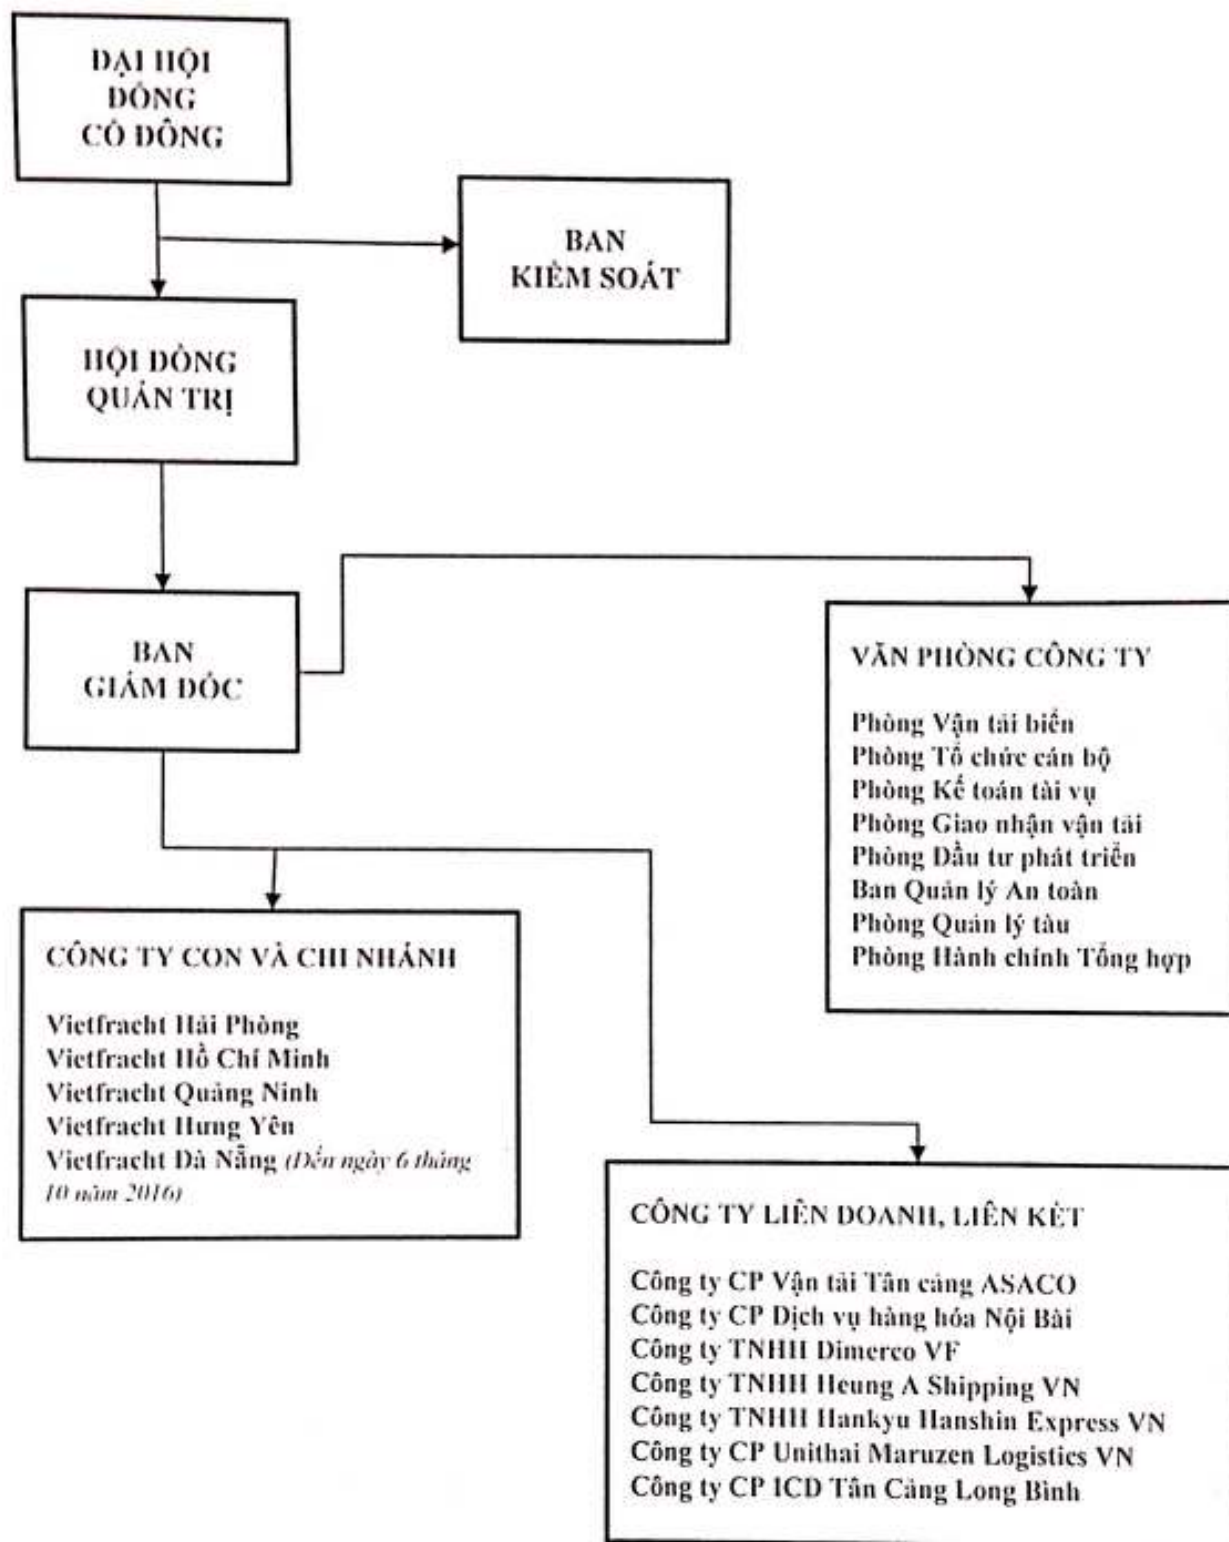 ĐẠI HỘI
ĐỒNG
CỔ ĐÔNG
BAN
KIỂM SOÁT
HỘI ĐỒNG
QUẢN TRỊ
BAN
GIÁM ĐỐC
VĂN PHÒNG CÔNG TY
Phòng Vận tải biển
Phòng Tổ chức cán bộ
Phòng Kế toán tài vụ
Phòng Giao nhận vận tải
Phòng Đầu tư phát triển
Ban Quản lý An toàn
Phòng Quản lý tàu
Phòng Hành chính Tổng hợp
CÔNG TY CON VÀ CHI NHÁNH
Vietfracht Hải Phòng
Vietfracht Hồ Chí Minh
Vietfracht Quảng Ninh
Vietfracht Hưng Yên
Vietfracht Đà Nẵng (Đến ngày 6 tháng
10 năm 2016)
CÔNG TY LIÊN DOANH, LIÊN KẾT
Công ty CP Vận tải Tân cảng ASACO
Công ty CP Dịch vụ hàng hóa Nội Bài
Công ty TNHH Dimerco VF
Công ty TNHH Heung A Shipping VN
Công ty TNHH Hankyu Hanshin Express VN
Công ty CP Unithai Maruzen Logistics VN
Công ty CP ICD Tân Cảng Long Bình